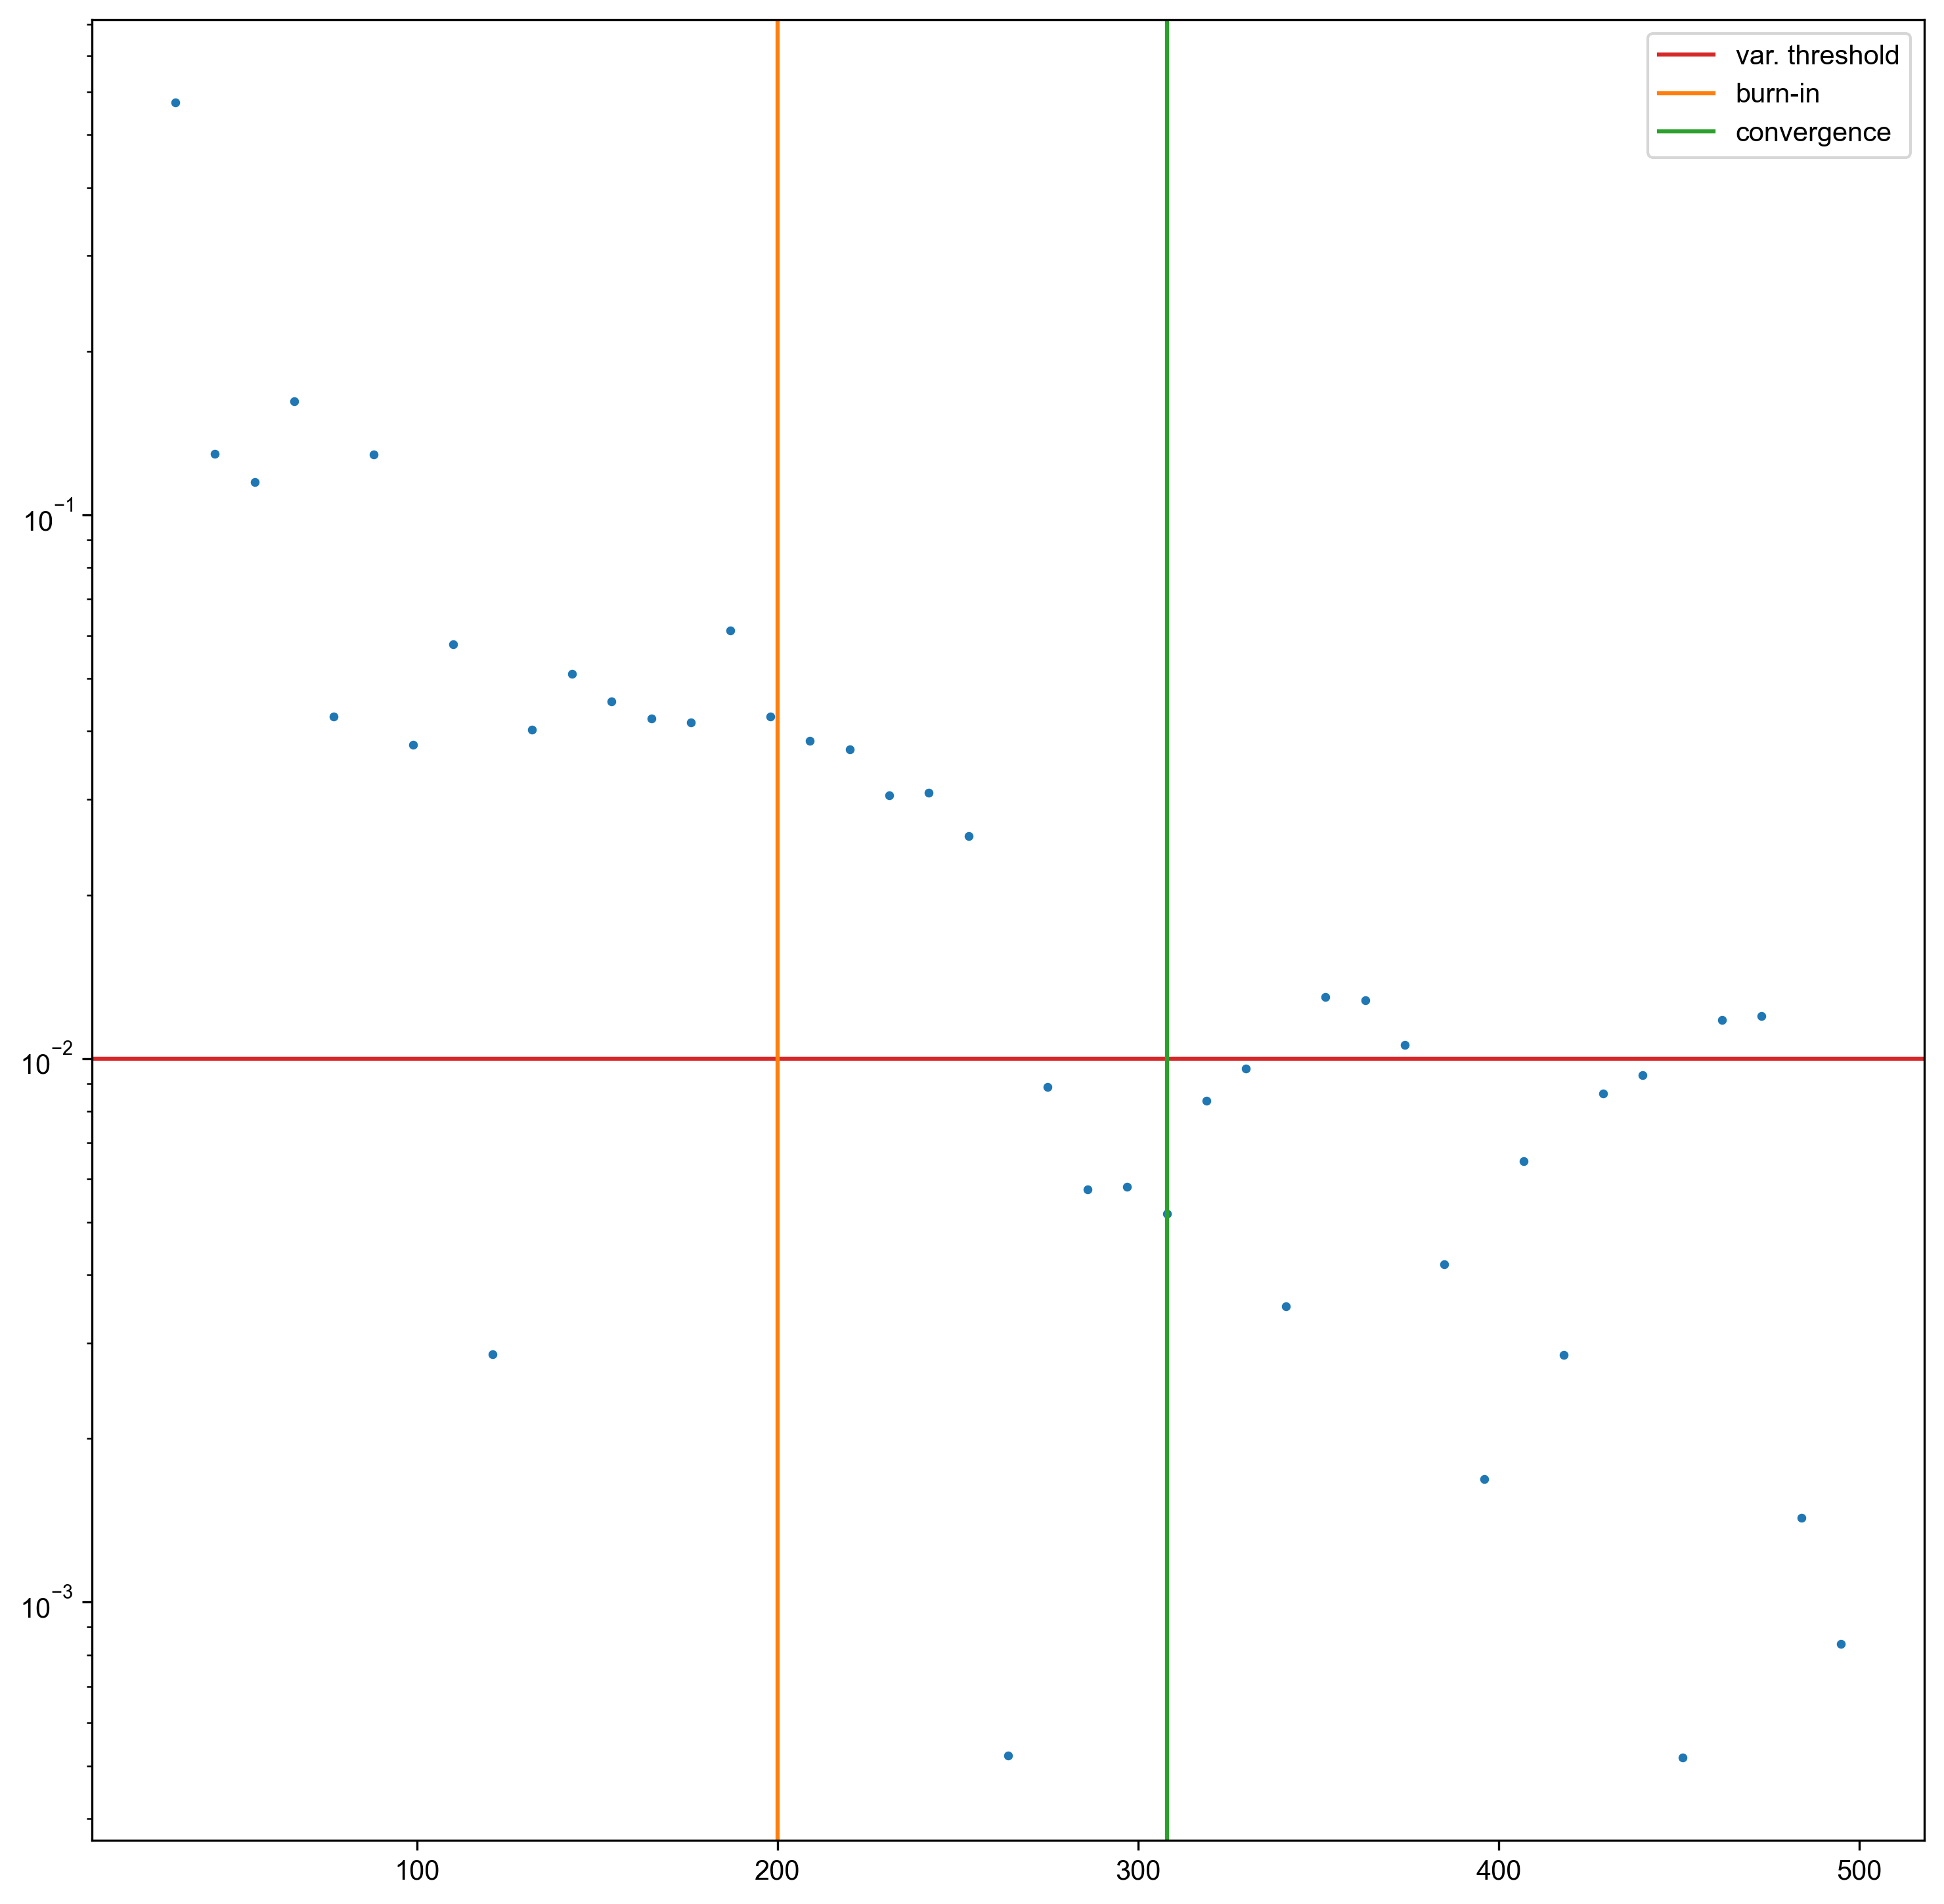 var. threshold
burn-in
convergence
10⁻¹
10⁻²
10⁻³
100 200 300 400 500